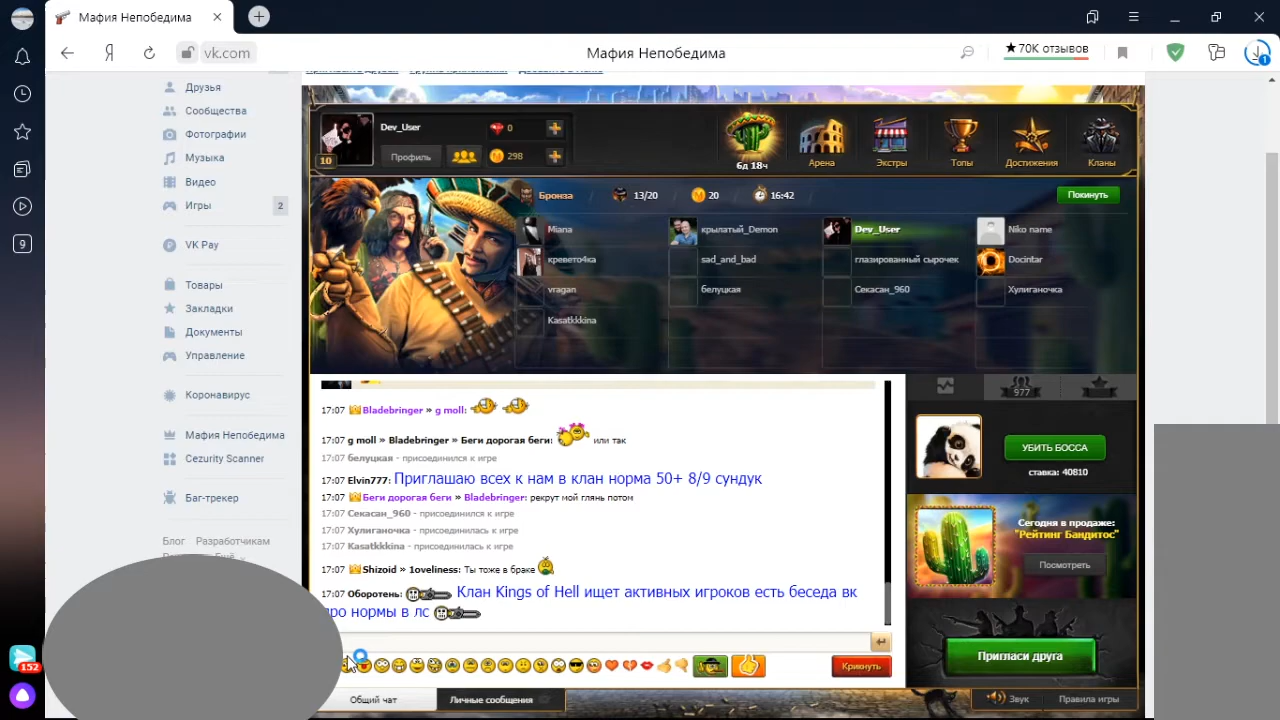 Мафия Непобедима
vk.com
Мафия Непобедима
★70K отзывов
1
Друзья
Сообщества
Фотографии
Музыка
Видео
Игры 2
VK Pay
Товары
Закладки
Документы
Управление
Коронавирус
Мафия Непобедима
Cezurity Scanner
Баг-трекер
Блог Разработчикам
9
152
Dev_User
0
10
Профиль
298
6д 18ч
Арена
Экстры
Топы
Достижения
Кланы
Бронза / 13/20 / 20 / 16:42 /
Покинуть
Miana крылатый_Demon Dev_User Niko name
кревето4ка sad_and_bad глазированный сырочек Docintar
vragan белуцкая Секасан_960 Хулиганочка
Kasatkkkina
17:07 Bladebringer » g moll:
17:07 g moll » Bladebringer » Беги дорогая беги: или так
17:07 белуцкая - присоединился к игре
17:07 Elvin777: Приглашаю всех к нам в клан норма 50+ 8/9 сундук
17:07 Беги дорогая беги » Bladebringer: рекрут мой глянь потом
17:07 Секасан_960 - присоединилась к игре
17:07 Хулиганочка - присоединилась к игре
17:07 Kasatkkkina - присоединилась к игре
17:07 Shizoid » 1oveliness: Ты тоже в браке
17:07 Оборотень: Клан Kings of Hell ищет активных игроков есть беседа вк
про нормы в лс
Крикнуть
Общий чат
Личные сообщения
977
УБИТЬ БОССА
ставка: 40810
Сегодня в продаже:
"Рейтинг Бандитос"
Посмотреть
Пригласи друга
Звук
Правила игры